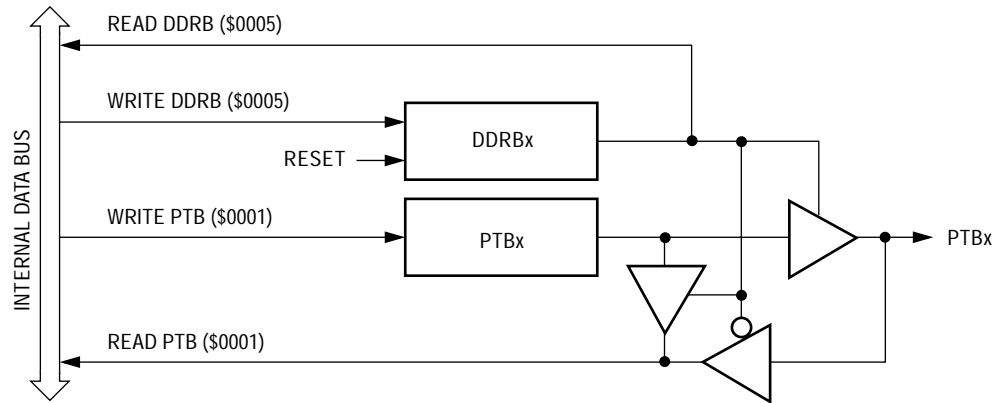 READ DDRB ($0005)
WRITE DDRB ($0005)
DDRBx
RESET
WRITE PTB ($0001)
PTBx
PTBx
READ PTB ($0001)
INTERNAL DATA BUS